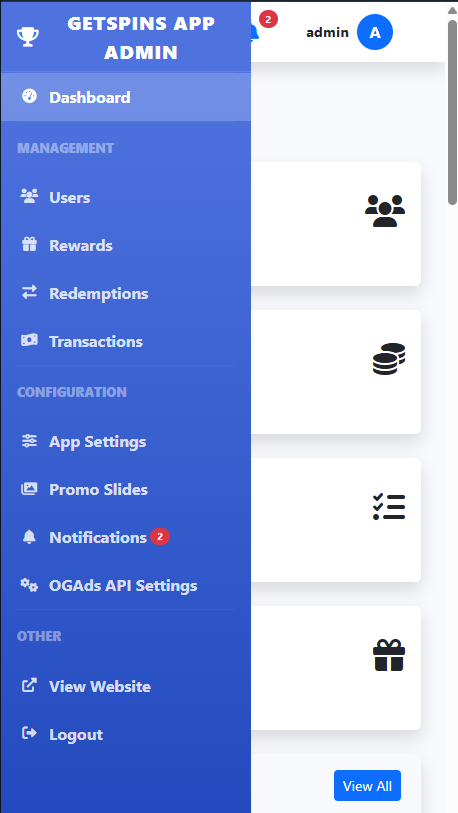 GETSPINS APP
ADMIN
2
admin
A
Dashboard
MANAGEMENT
Users
Rewards
Redemptions
Transactions
CONFIGURATION
App Settings
Promo Slides
Notifications 2
OGAds API Settings
OTHER
View Website
Logout
View All